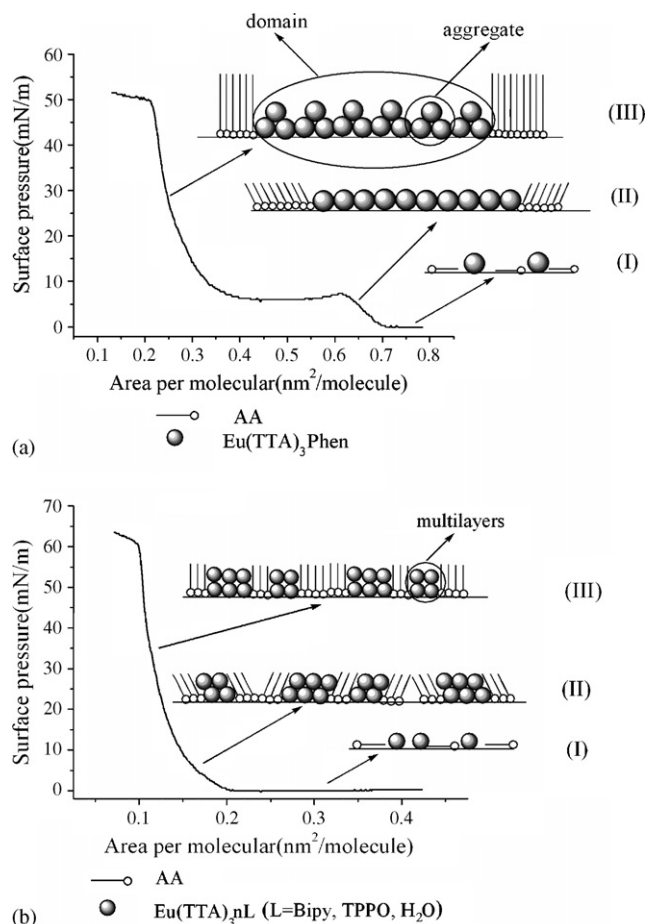 domain
aggregate
60
50
40
30
20
10
0
Surface pressure(mN/m)
(III)
(II)
(I)
0.1 0.2 0.3 0.4 0.5 0.6 0.7 0.8
Area per molecular(nm²/molecule)
AA
(a)
Eu(TTA)₃Phen
70
60
50
40
30
20
10
0
Surface pressure(mN/m)
multilayers
(III)
(II)
(I)
0.1 0.2 0.3 0.4
Area per molecular(nm²/molecule)
AA
(b)
Eu(TTA)₃nL (L=Bipy, TPPO, H₂O)